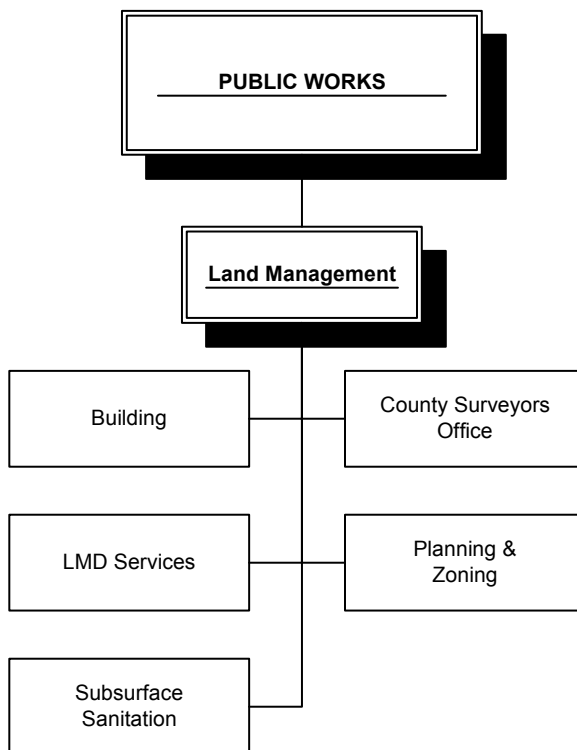 PUBLIC WORKS
Land Management
Building
County Surveyors
Office
LMD Services
Planning &
Zoning
Subsurface
Sanitation